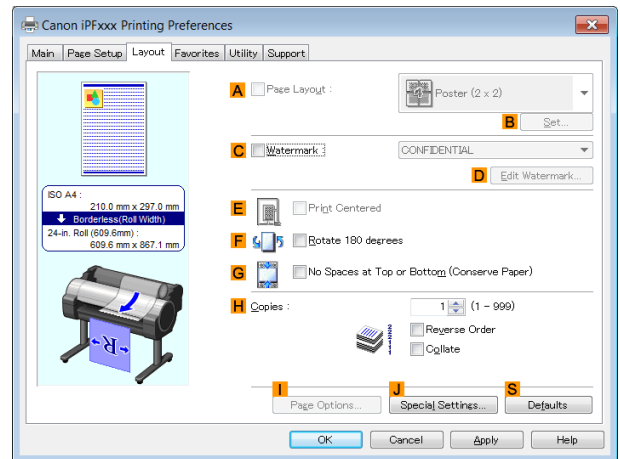 Canon iPFxxx Printing Preferences
Main Page Setup Layout Favorites Utility Support
A Page Layout : Poster (2 x 2)
B Set...
C Watermark : CONFIDENTIAL
D Edit Watermark...
ISO A4 :
210.0 mm x 297.0 mm
Borderless(Roll Width)
24-in. Roll (609.6mm) :
609.6 mm x 867.1 mm
E Print Centered
F Rotate 180 degrees
G No Spaces at Top or Bottom (Conserve Paper)
H Copies : 1 (1 - 999)
Reverse Order
Collate
R
I J S
Page Options... Special Settings... Defaults
OK Cancel Apply Help